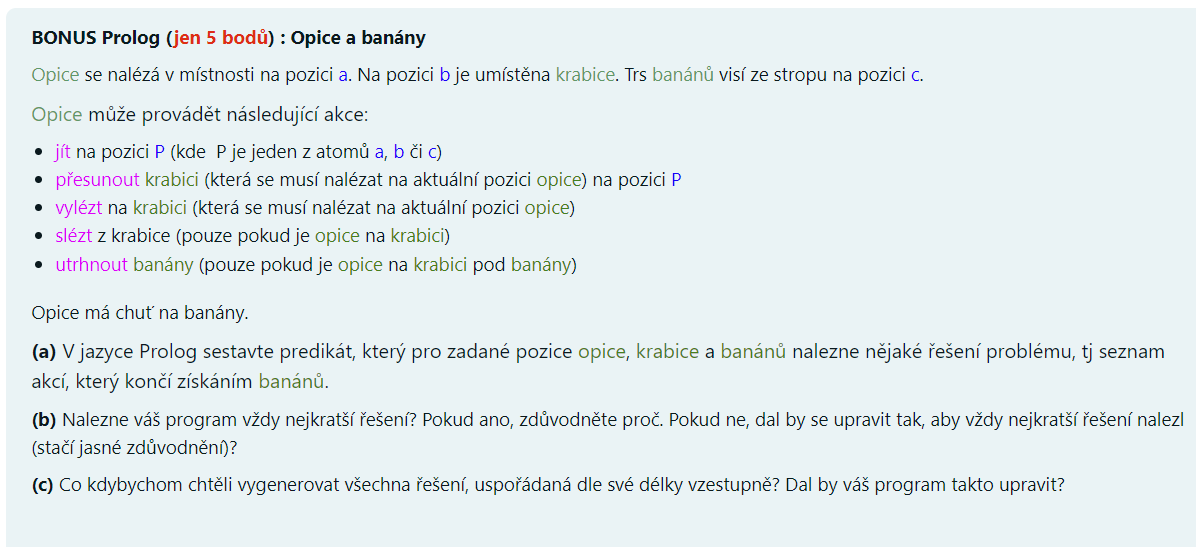 BONUS Prolog (jen 5 bodů) : Opice a banány
Opice se nalézá v místnosti na pozici a. Na pozici b je umístěna krabice. Trs banánů visí ze stropu na pozici c.
Opice může provádět následující akce:
• jít na pozici P (kde P je jeden z atomů a, b či c)
• přesunout krabici (která se musí nalézat na aktuální pozici opice) na pozici P
• vylézt na krabici (která se musí nalézat na aktuální pozici opice)
• slézt z krabice (pouze pokud je opice na krabici)
• utrhnout banány (pouze pokud je opice na krabici pod banány)
Opice má chuť na banány.
(a) V jazyce Prolog sestavte predikát, který pro zadané pozice opice, krabice a banánů nalezne nějaké řešení problému, tj seznam
akcí, který končí získáním banánů.
(b) Nalezne váš program vždy nejkratší řešení? Pokud ano, zdůvodněte proč. Pokud ne, dal by se upravit tak, aby vždy nejkratší řešení nalezl
(stačí jasné zdůvodnění)?
(c) Co kdybychom chtěli vygenerovat všechna řešení, uspořádaná dle své délky vzestupně? Dal by váš program takto upravit?